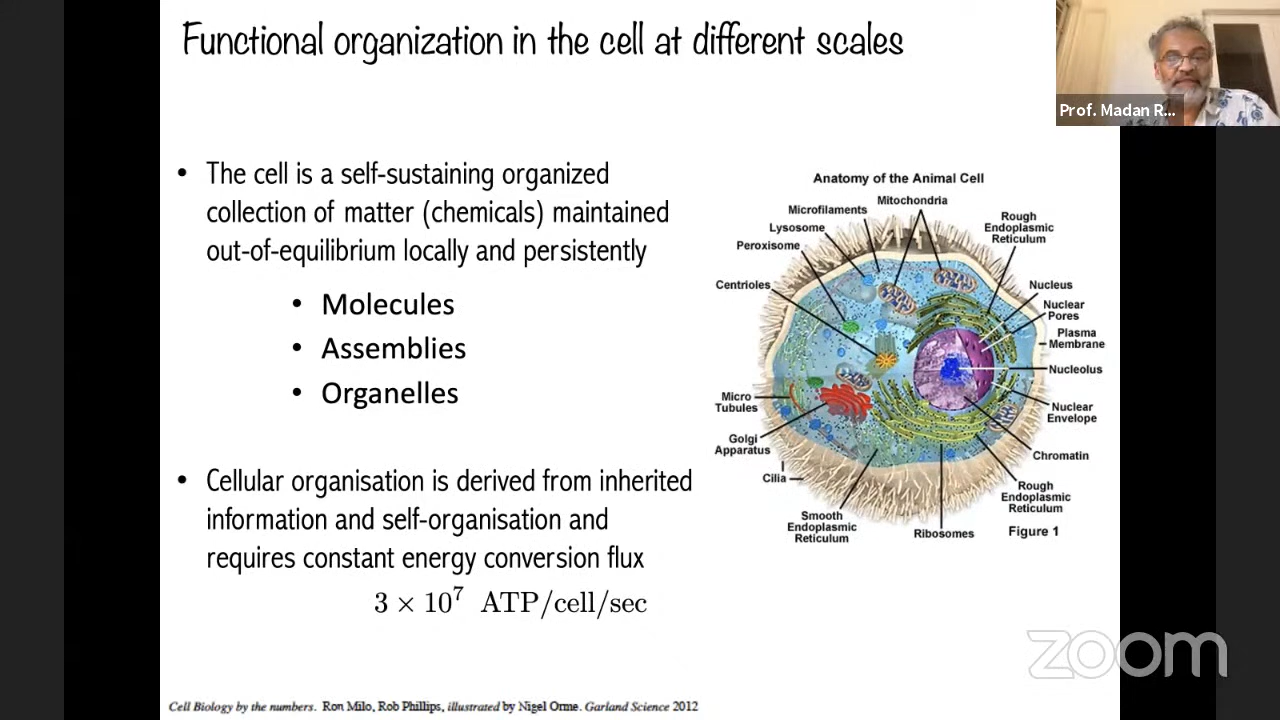 Functional organization in the cell at different scales
Prof. Madan R...
• The cell is a self-sustaining organized
collection of matter (chemicals) maintained
out-of-equilibrium locally and persistently
• Molecules
• Assemblies
• Organelles
• Cellular organisation is derived from inherited
information and self-organisation and
requires constant energy conversion flux
3 × 10⁷ ATP/cell/sec
Anatomy of the Animal Cell
Mitochondria
Microfilaments
Lysosome
Peroxisome
Centrioles
Rough
Endoplasmic
Reticulum
Nucleus
Nuclear
Pores
Plasma
Membrane
Nucleolus
Nuclear
Envelope
Chromatin
Rough
Endoplasmic
Reticulum
Figure 1
Micro
Tubules
Golgi
Apparatus
Cilia
Smooth
Endoplasmic
Reticulum
Ribosomes
zoom
Cell Biology by the numbers. Ron Milo, Rob Phillips, illustrated by Nigel Orme. Garland Science 2012